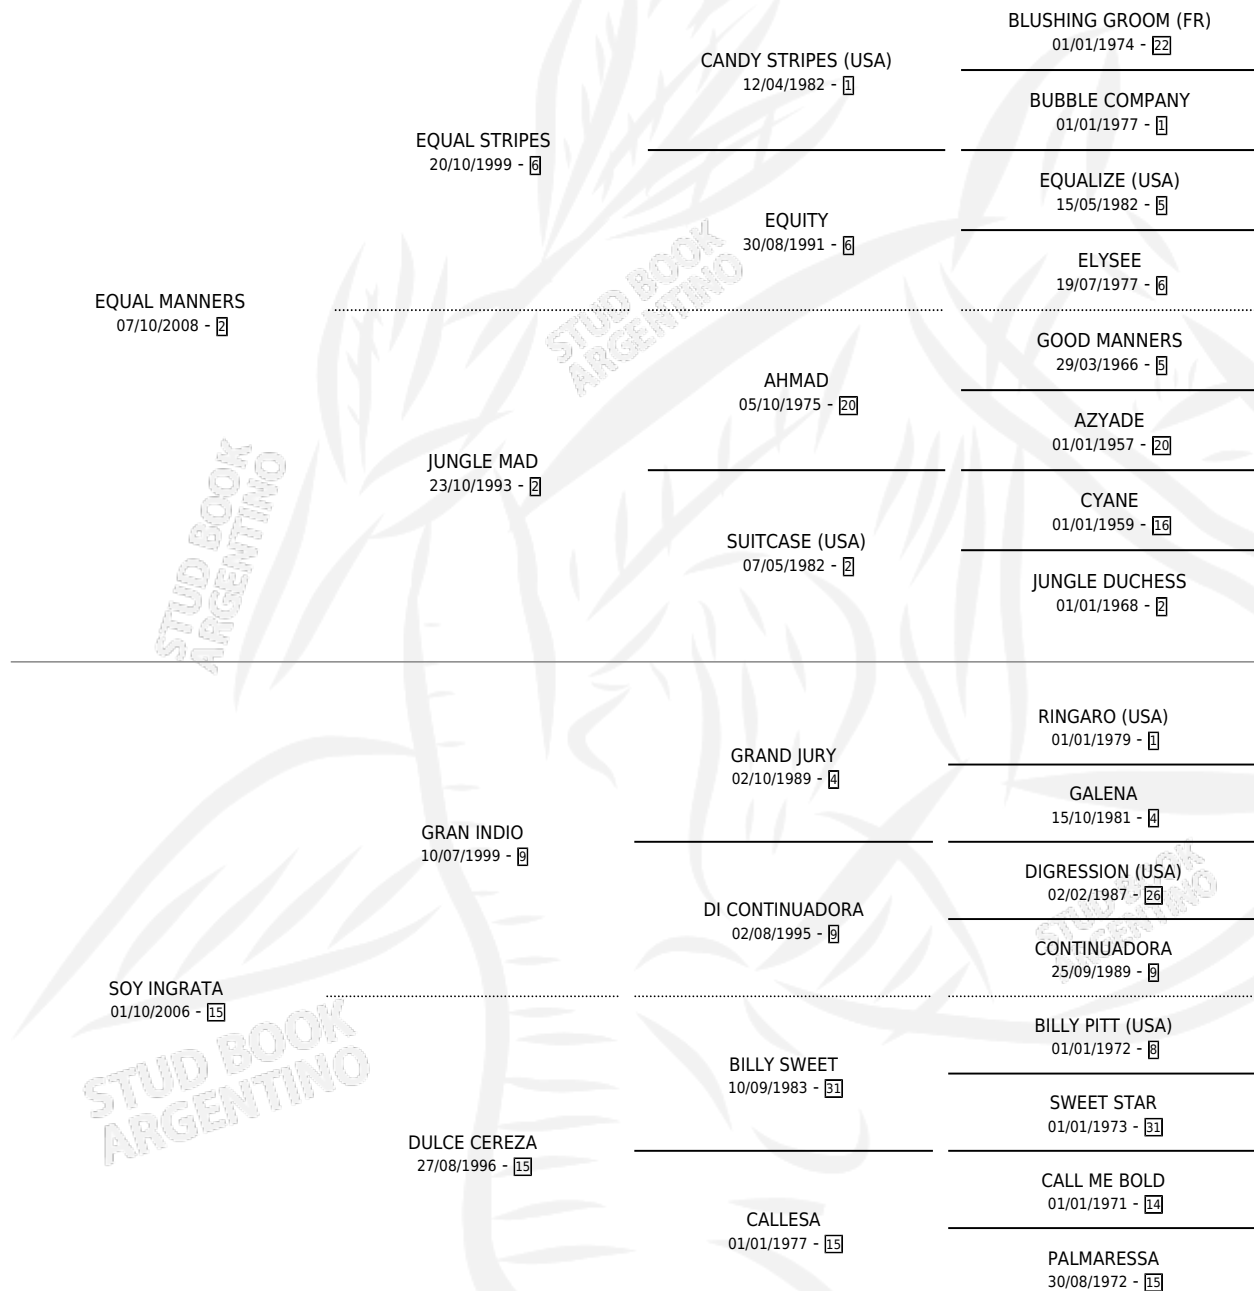 BLUSHING GROOM (FR)
01/01/1974 - 22
CANDY STRIPES (USA)
12/04/1982 - 1
BUBBLE COMPANY
01/01/1977 - 1
EQUAL STRIPES
20/10/1999 - 6
EQUALIZE (USA)
15/05/1982 - 5
EQUITY
30/08/1991 - 6
ELYSEE
19/07/1977 - 6
EQUAL MANNERS
07/10/2008 - 2
GOOD MANNERS
29/03/1966 - 5
AHMAD
05/10/1975 - 20
AZYADE
01/01/1957 - 20
JUNGLE MAD
23/10/1993 - 2
CYANE
01/01/1959 - 16
SUITCASE (USA)
07/05/1982 - 2
JUNGLE DUCHESS
01/01/1968 - 2
RINGARO (USA)
01/01/1979 - 1
GRAND JURY
02/10/1989 - 4
GALENA
15/10/1981 - 4
GRAN INDIO
10/07/1999 - 9
DIGRESSION (USA)
02/02/1987 - 26
DI CONTINUADORA
02/08/1995 - 9
CONTINUADORA
25/09/1989 - 9
SOY INGRATA
01/10/2006 - 15
BILLY PITT (USA)
01/01/1972 - 8
BILLY SWEET
10/09/1983 - 31
SWEET STAR
01/01/1973 - 31
DULCE CEREZA
27/08/1996 - 15
CALL ME BOLD
01/01/1971 - 14
CALLESA
01/01/1977 - 15
PALMARESSA
30/08/1972 - 15
STUD BOOK
ARGENTINO
STUD BOOK
ARGENTINO
STUD BOOK
ARGENTINO
STUD BOOK
ARGENTINO